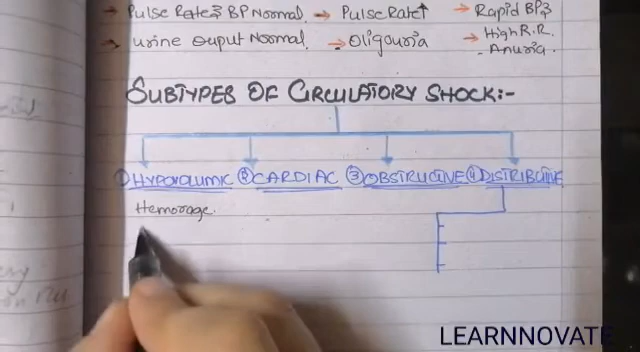 → Pulse Rate & BP Normal → Pulse Rate↑ → Rapid BP &
→ urine Ouput Normal. → Oligouria → High R.R.
- Anuria.
SUBTYPES OF CIRCULATORY SHOCK:-
① HYPOVOLUMIC ② CARDIAC ③ OBSTRUCTIVE ④ DISTRIBUTIVE
Hemorage.
LEARNNOVATE